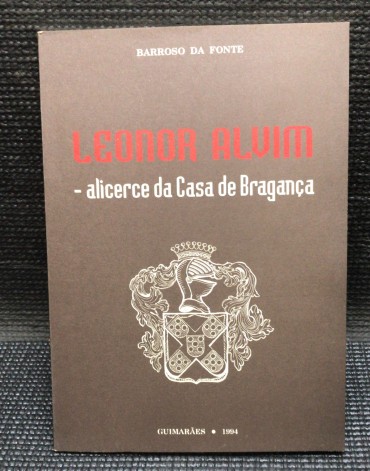 BARROSO DA FONTE
LEONOR ALVIM
- alicerce da Casa de Bragança
GUIMARÃES • 1994